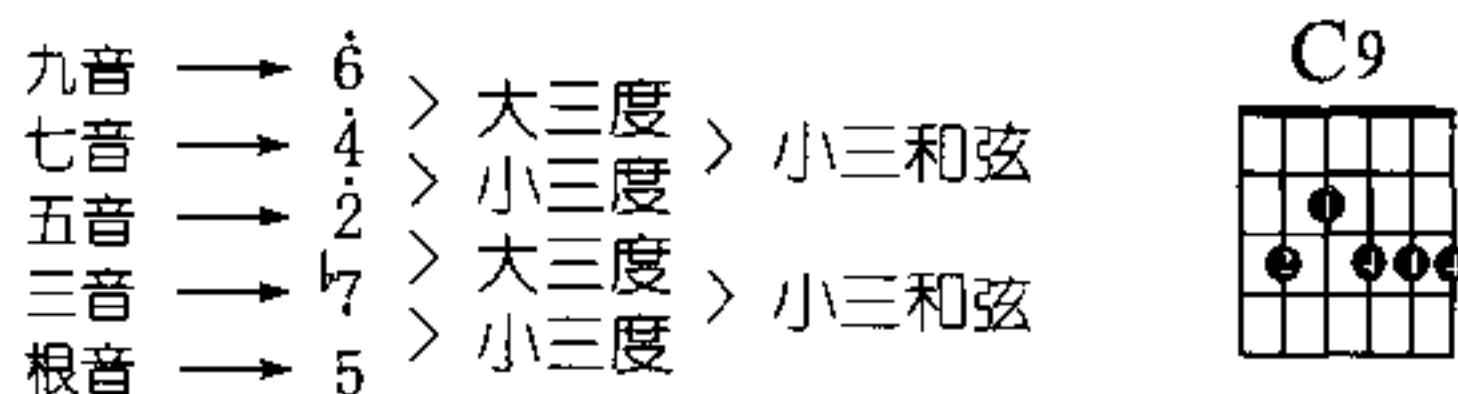 C9
九音 → 6̇
> 大三度
七音 → 4̇
> 小三和弦
> 小三度
五音 → 2̇
> 大三度
三音 → ♭7̣
> 小三和弦
> 小三度
根音 → 5